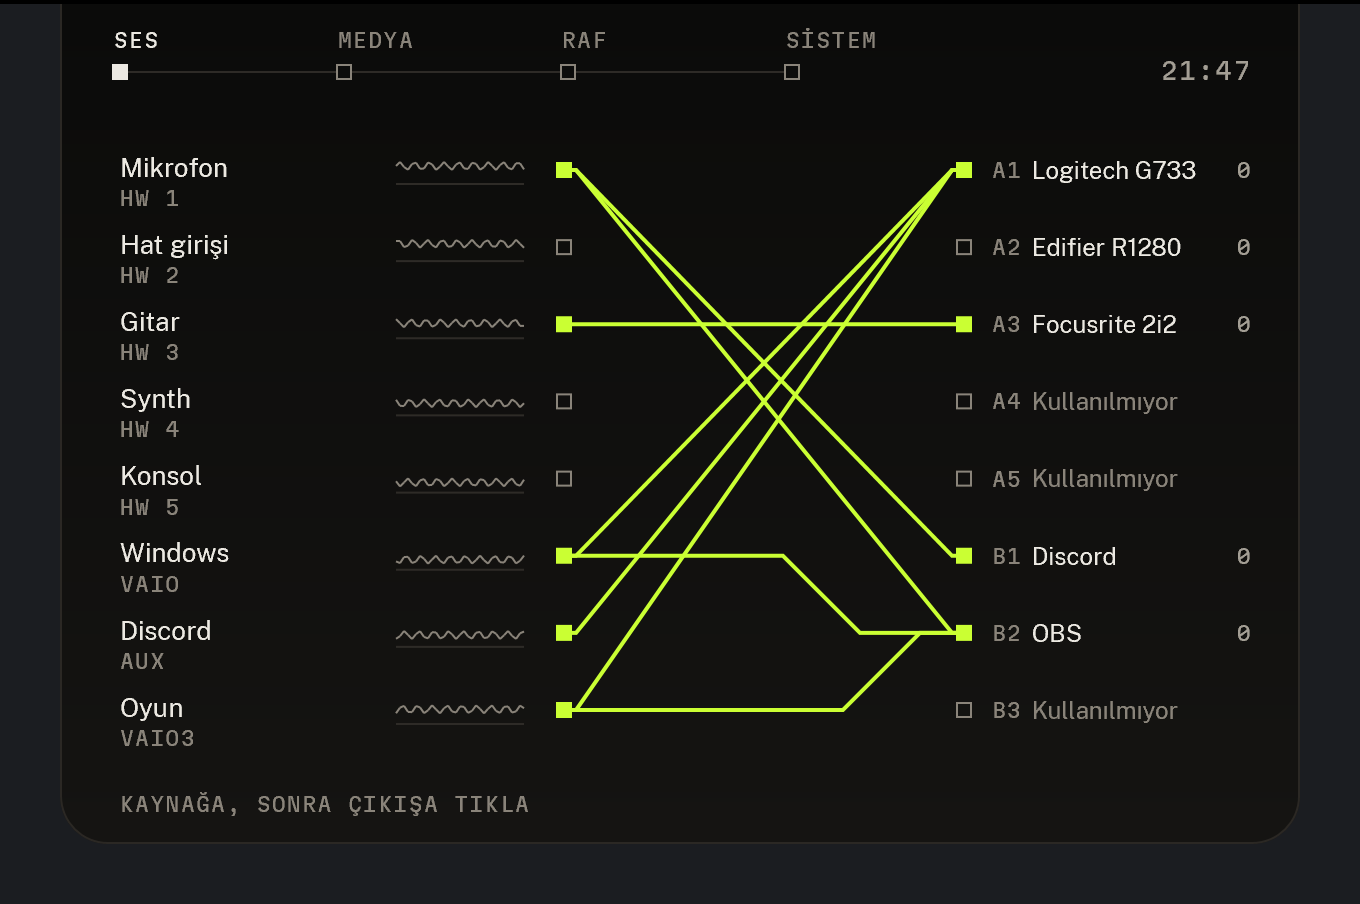 SES
MEDYA
RAF
SİSTEM
21:47
Mikrofon
HW 1
A1 Logitech G733 0
Hat girişi
HW 2
A2 Edifier R1280 0
Gitar
HW 3
A3 Focusrite 2i2 0
Synth
HW 4
A4 Kullanılmıyor
Konsol
HW 5
A5 Kullanılmıyor
Windows
VAIO
B1 Discord 0
Discord
AUX
B2 OBS 0
Oyun
VAIO3
B3 Kullanılmıyor
KAYNAĞA, SONRA ÇIKIŞA TIKLA